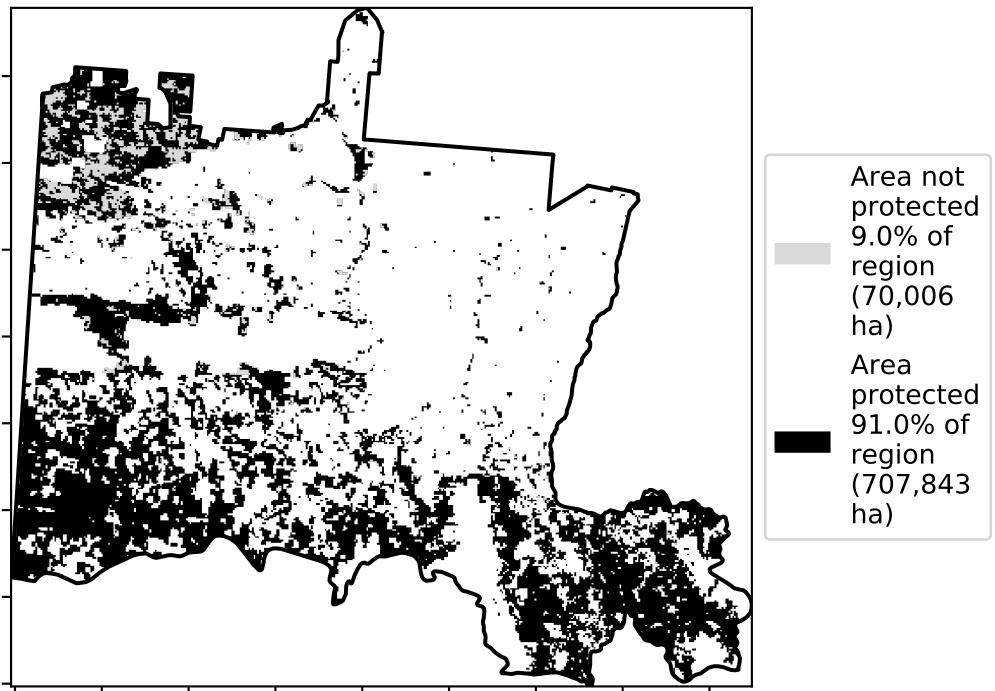 Area not
protected
9.0% of
region
(70,006
ha)
Area
protected
91.0% of
region
(707,843
ha)